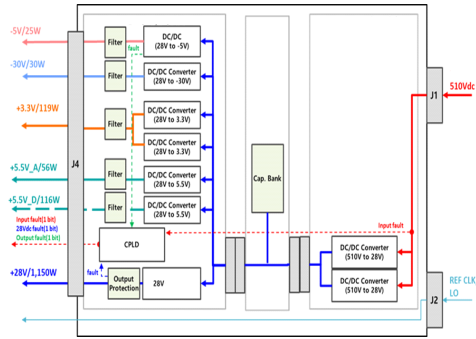 -5V/25W
-30V/30W
+3.3V/119W
+5.5V_A/56W
+5.5V_D/116W
Input fault(1 bit)
28Vdc fault(1 bit)
Output fault(1 bit)
+28V/1,150W
J4
Filter
Filter
Filter
Filter
Filter
fault
DC/DC
(28V to -5V)
DC/DC Converter
(28V to -30V)
DC/DC Converter
(28V to 3.3V)
DC/DC Converter
(28V to 3.3V)
DC/DC Converter
(28V to 5.5V)
DC/DC Converter
(28V to 5.5V)
CPLD
fault
Output
Protection
28V
Cap. Bank
Input fault
DC/DC Converter
(510V to 28V)
DC/DC Converter
(510V to 28V)
J1
510Vdc
J2
REF CLK
LO